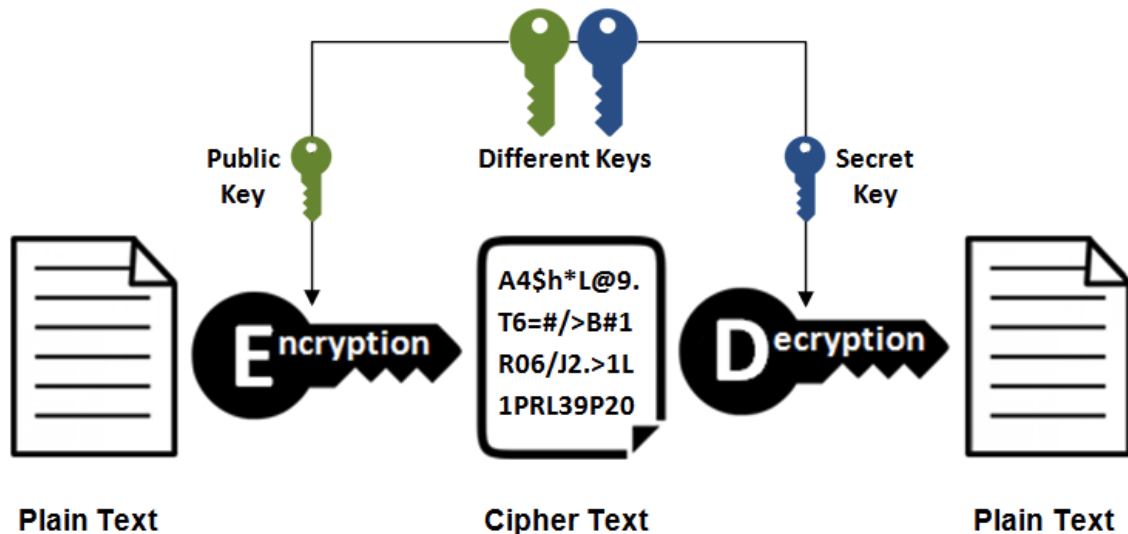 Public
Key
Different Keys
Secret
Key
Encryption
A4$h*L@9.
T6=#/>B#1
R06/J2.>1L
1PRL39P20
Decryption
Plain Text
Cipher Text
Plain Text